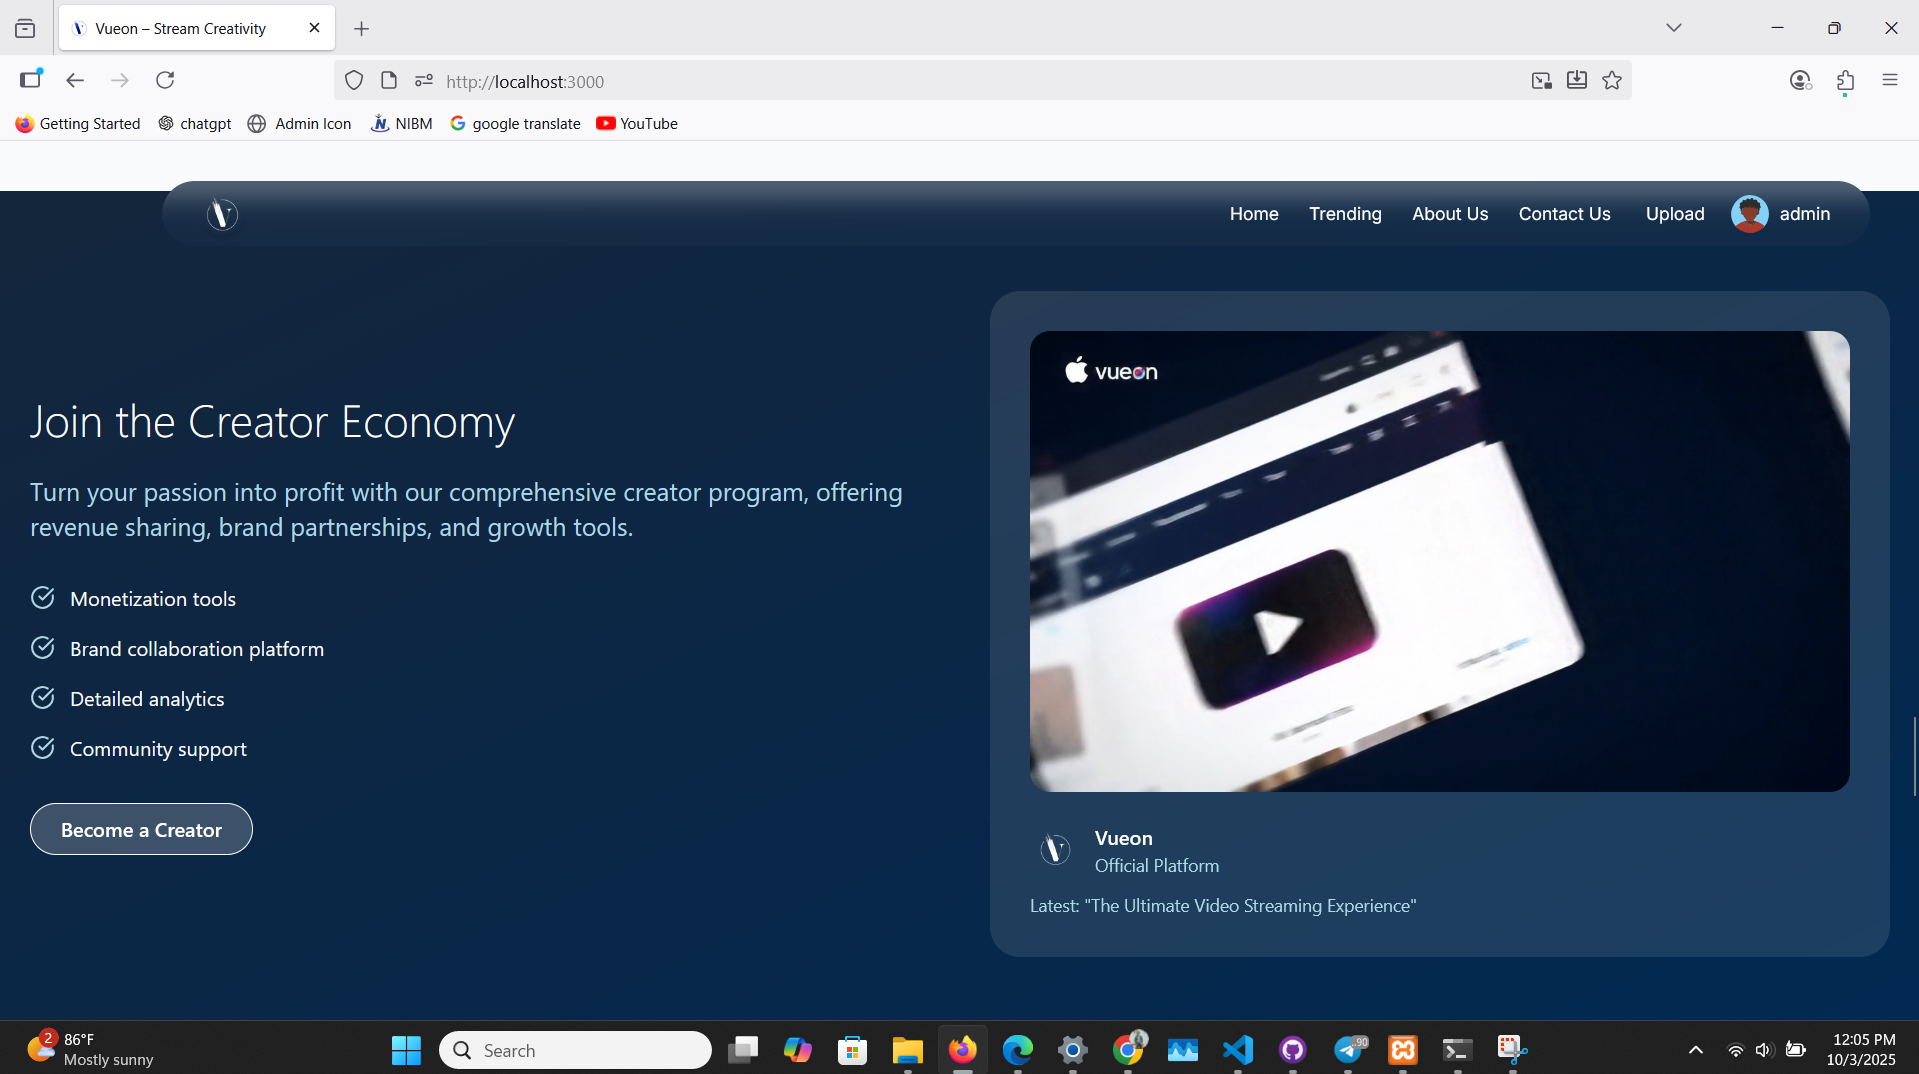 Vueon – Stream Creativity
http://localhost:3000
Getting Started
chatgpt
Admin Icon
NIBM
google translate
YouTube
Home
Trending
About Us
Contact Us
Upload
admin
vueon
Join the Creator Economy
Turn your passion into profit with our comprehensive creator program, offering
revenue sharing, brand partnerships, and growth tools.
Monetization tools
Brand collaboration platform
Detailed analytics
Community support
Become a Creator
Vueon
Official Platform
Latest: "The Ultimate Video Streaming Experience"
2
86°F
Mostly sunny
Search
90
12:05 PM
10/3/2025